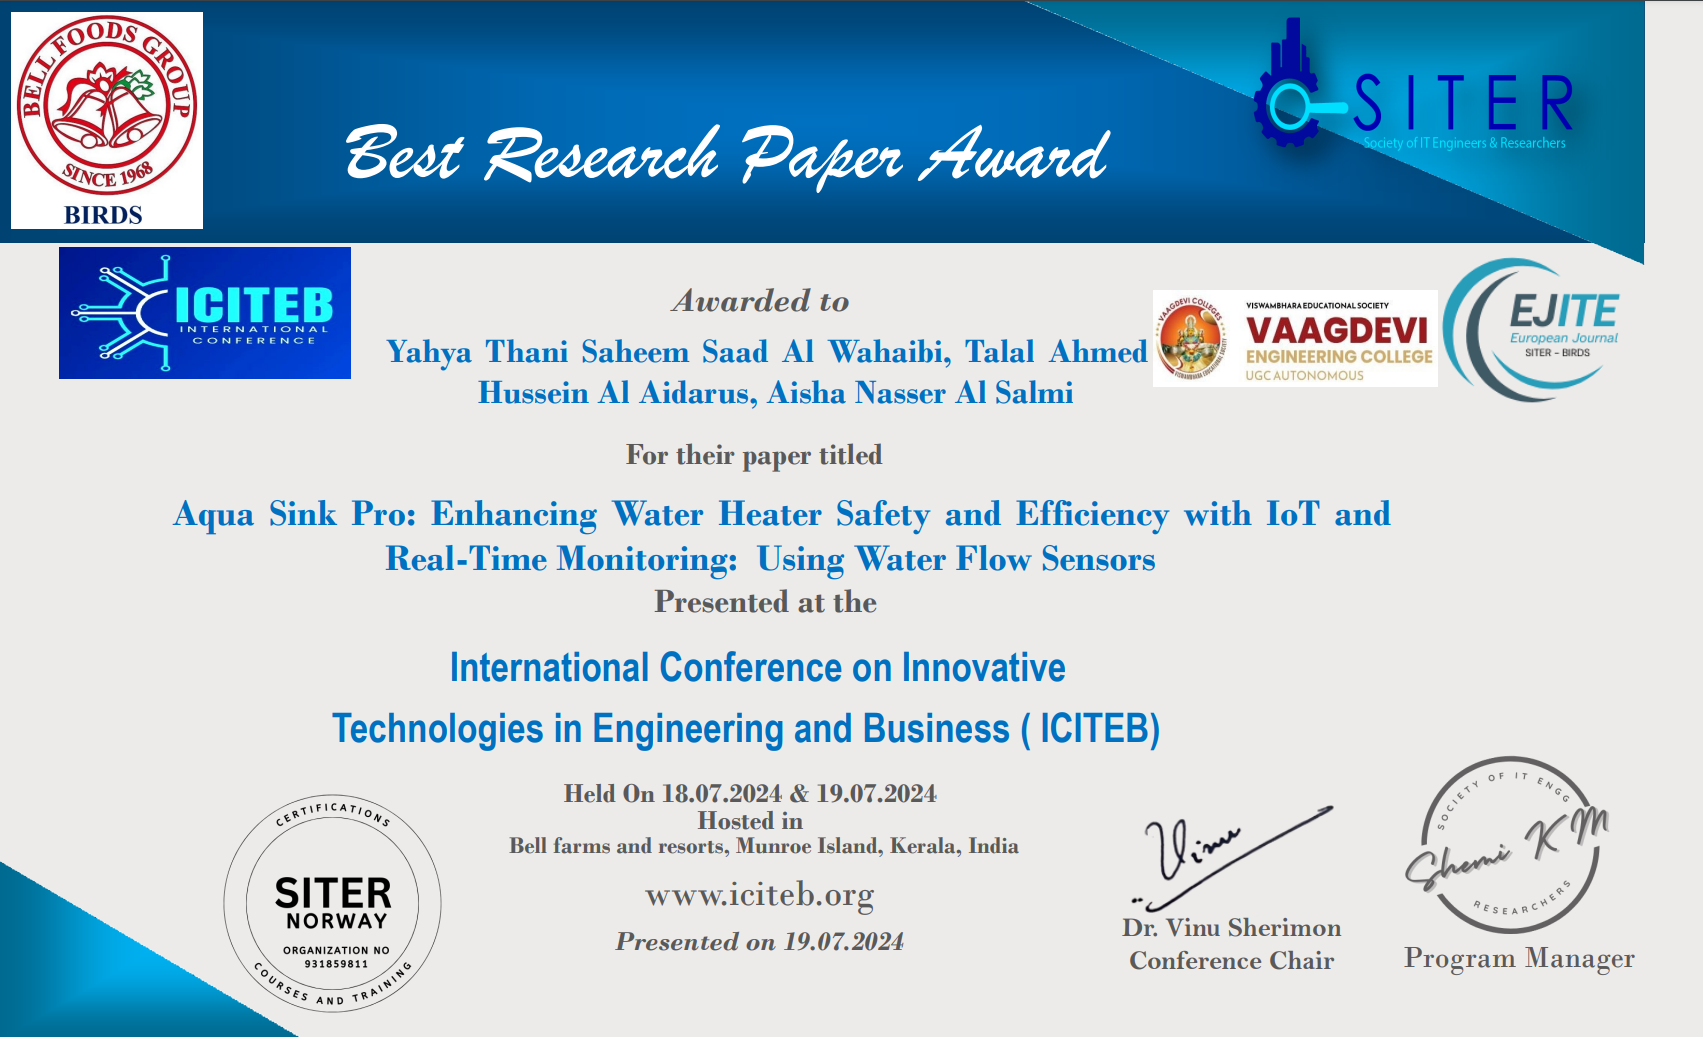 BELL FOODS GROUP
SINCE 1968
BIRDS
Best Research Paper Award
SITER
Society of IT Engineers & Researchers
ICITEB
INTERNATIONAL
CONFERENCE
Awarded to
VAAGDEVI COLLEGES
VISWAMBHARA EDUCATIONAL SOCIETY
VISWAMBHARA EDUCATIONAL SOCIETY
VAAGDEVI
ENGINEERING COLLEGE
UGC AUTONOMOUS
EJITE
European Journal
SITER - BIRDS
Yahya Thani Saheem Saad Al Wahaibi, Talal Ahmed
Hussein Al Aidarus, Aisha Nasser Al Salmi
For their paper titled
Aqua Sink Pro: Enhancing Water Heater Safety and Efficiency with IoT and
Real-Time Monitoring: Using Water Flow Sensors
Presented at the
International Conference on Innovative
Technologies in Engineering and Business ( ICITEB)
Held On 18.07.2024 & 19.07.2024
Hosted in
Bell farms and resorts, Munroe Island, Kerala, India
www.iciteb.org
Presented on 19.07.2024
CERTIFICATIONS
SITER
NORWAY
ORGANIZATION NO
931859811
COURSES AND TRAINING
Vinu
Dr. Vinu Sherimon
Conference Chair
SOCIETY OF IT ENGG
Shemi KM
RESEARCHERS
Program Manager